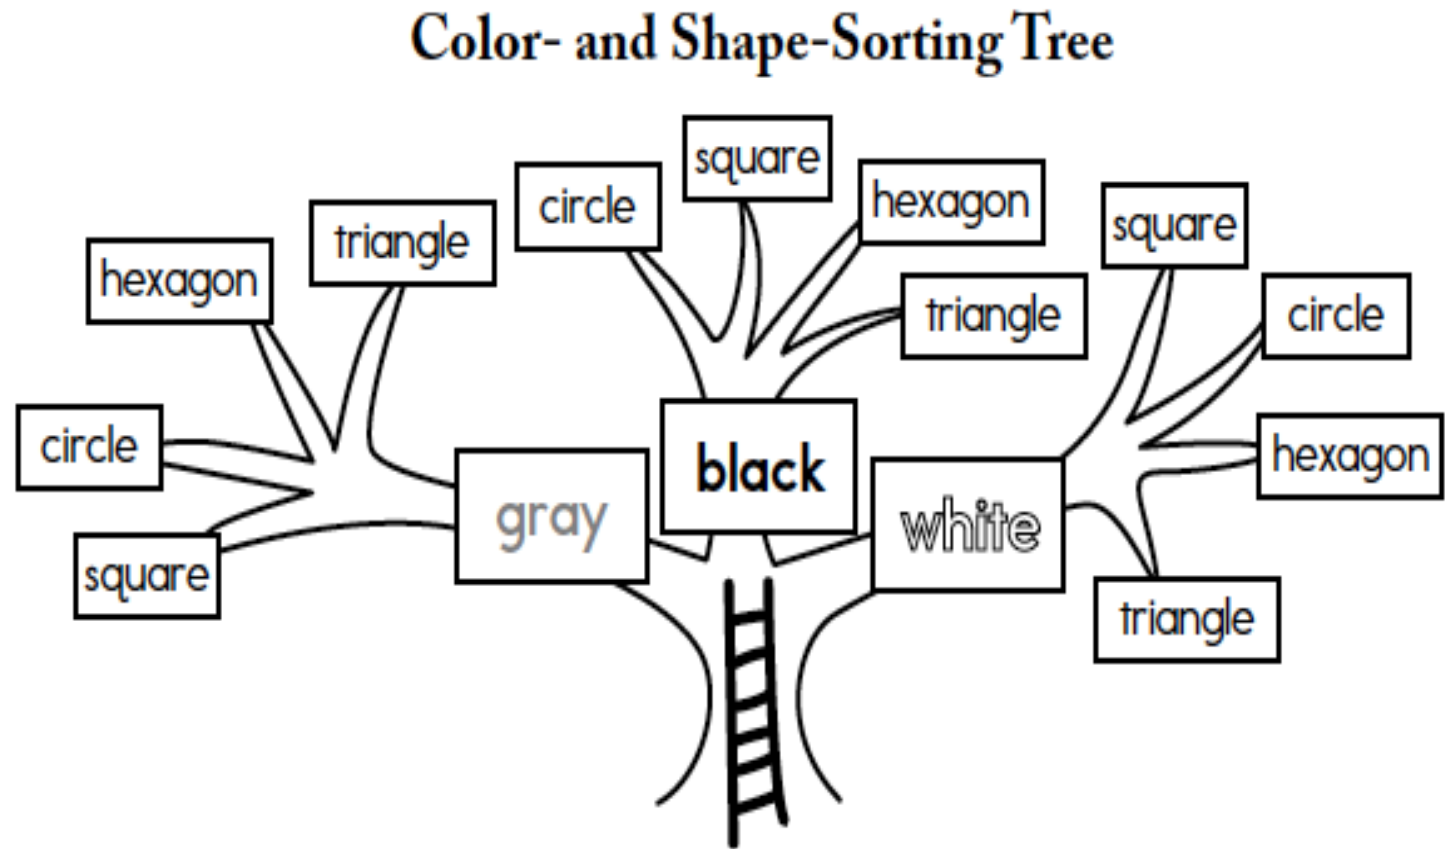 Color- and Shape-Sorting Tree
hexagon
triangle
circle
square
gray
circle
square
hexagon
triangle
black
square
circle
hexagon
triangle
white